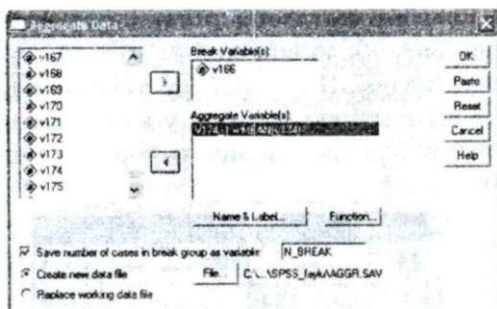 Aggregate Data
v167
v168
v169
v170
v171
v172
v173
v174
v175
Break Variable(s):
v166
Aggregate Variable(s):
Name & Label...
Function...
OK
Paste
Reset
Cancel
Help
Save number of cases in break group as variable:
N_BREAK
Create new data file
File...
C:\...\AGGR.SAV
Replace working data file